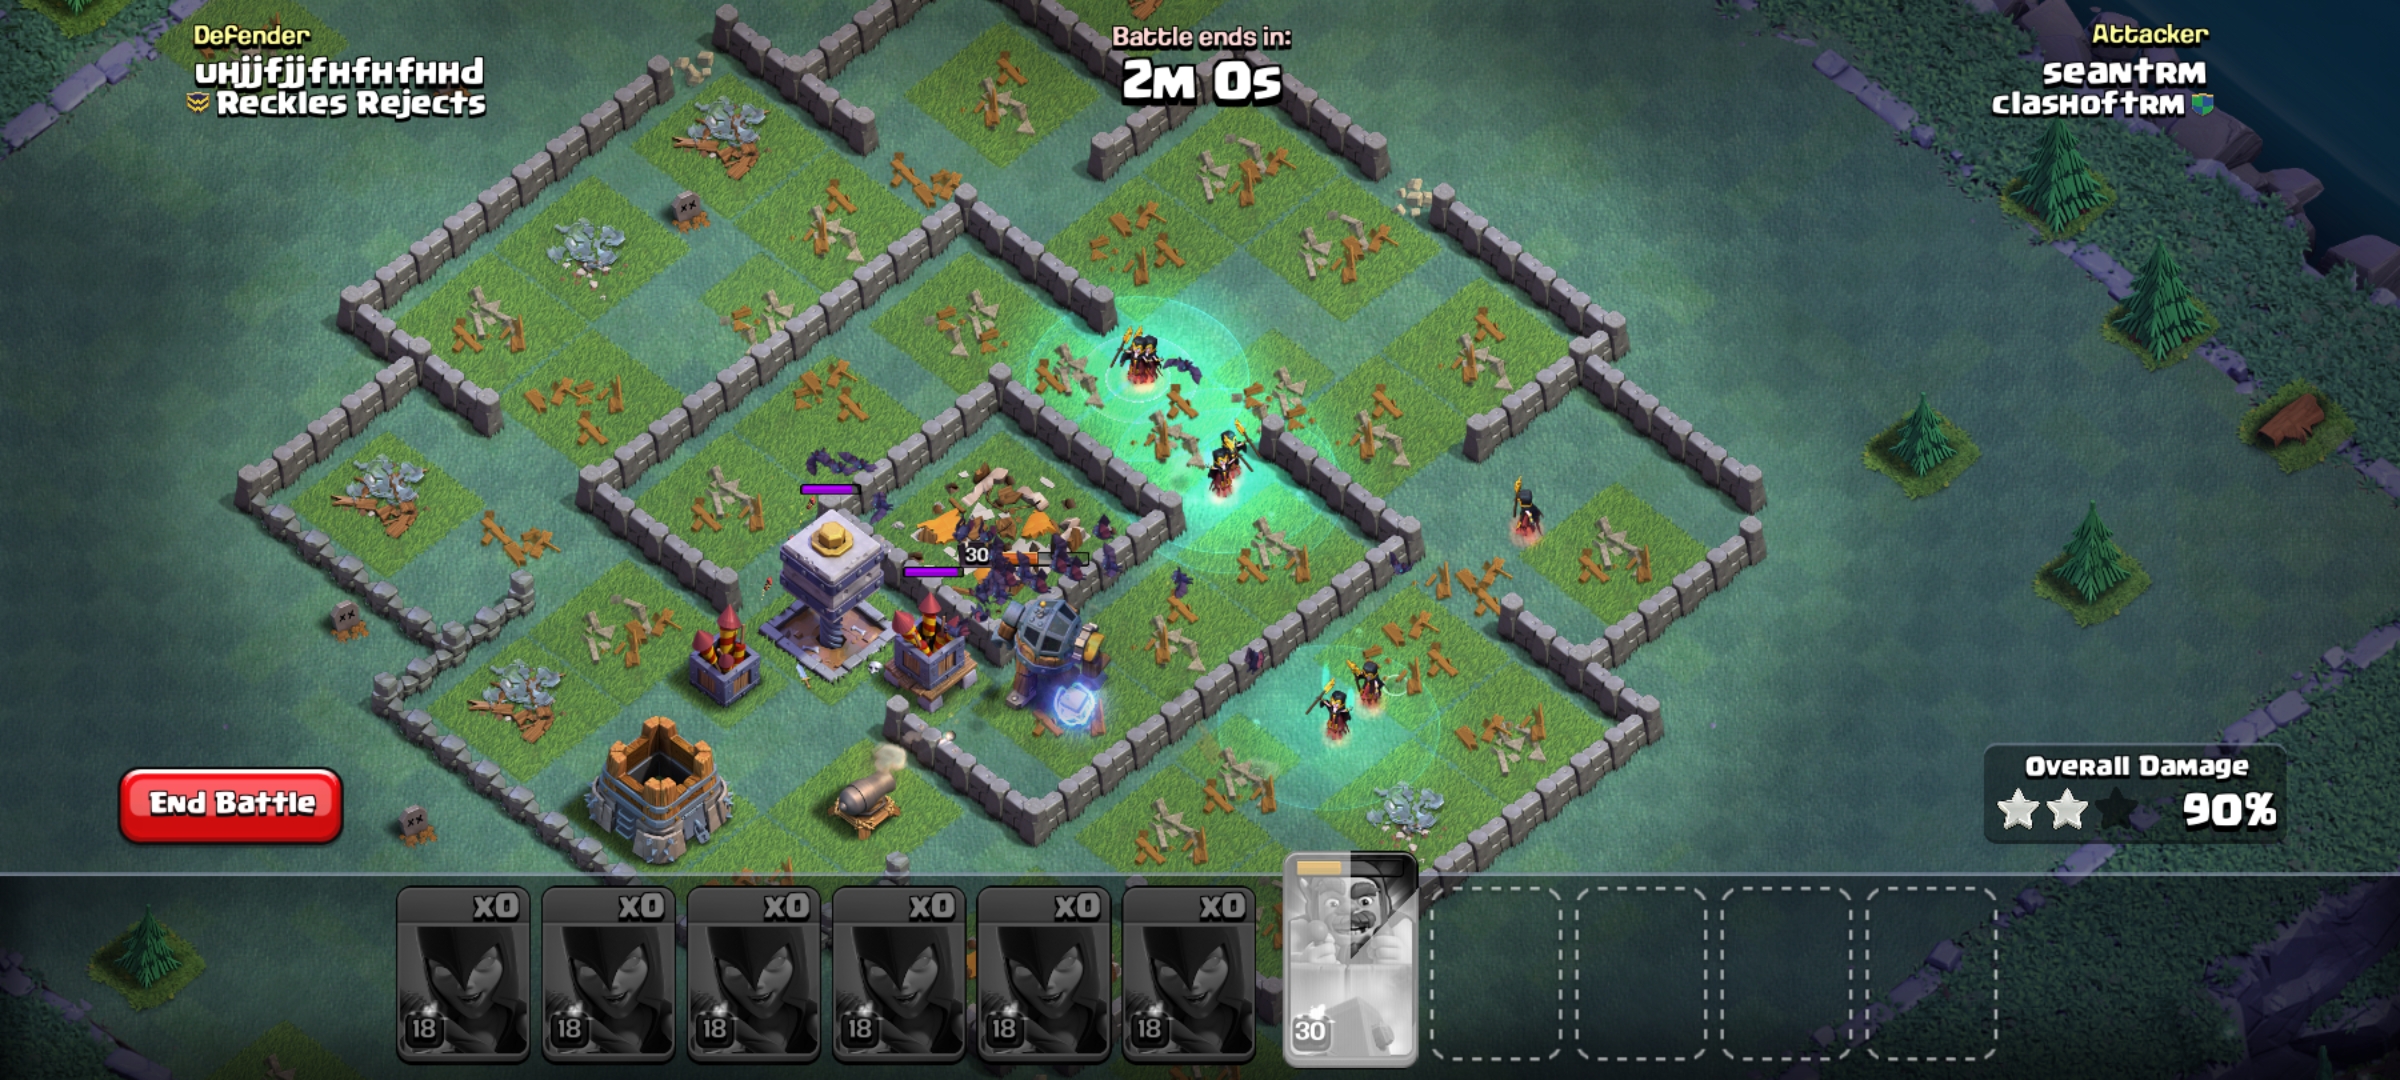 Defender
uHjjfjjfHfHfHHd
Reckles Rejects
Battle ends in:
2M 0s
Attacker
seantRM
clashoftRM
30
End Battle
Overall Damage
90%
x0
x0
x0
x0
x0
x0
18
18
18
18
18
18
30